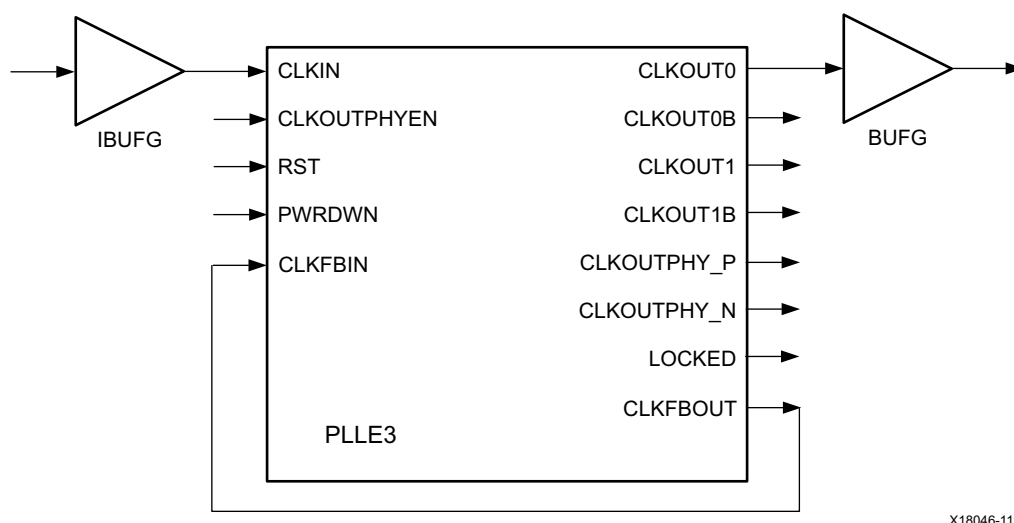 IBUFG
CLKIN
CLKOUTPHYEN
RST
PWRDWN
CLKFBIN
PLLE3
CLKOUT0
CLKOUT0B
CLKOUT1
CLKOUT1B
CLKOUTPHY_P
CLKOUTPHY_N
LOCKED
CLKFBOUT
BUFG
X18046-11